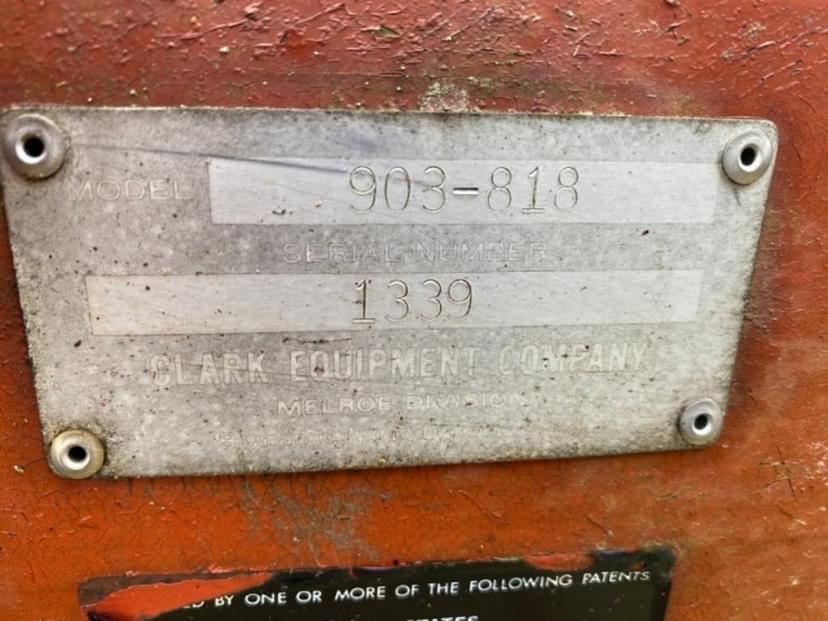 MODEL 903-818
SERIAL NUMBER
1339
CLARK EQUIPMENT COMPANY
MELROE DIVISION
BY ONE OR MORE OF THE FOLLOWING PATENTS
STATES